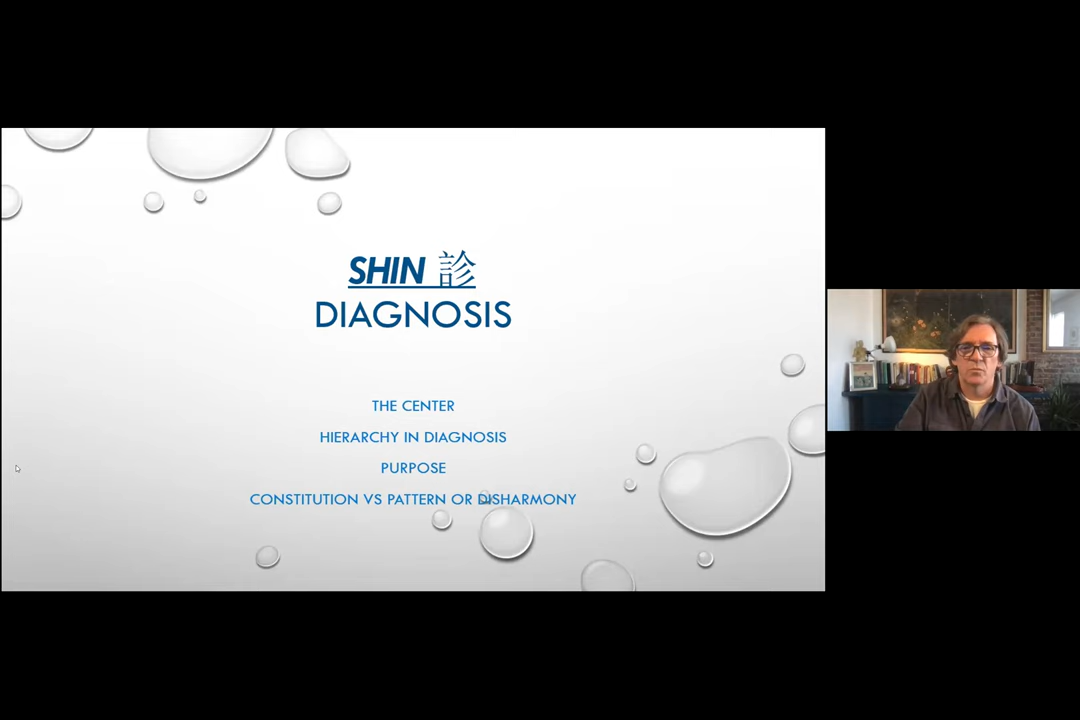 SHIN 診
DIAGNOSIS
THE CENTER
HIERARCHY IN DIAGNOSIS
PURPOSE
CONSTITUTION VS PATTERN OR DISHARMONY